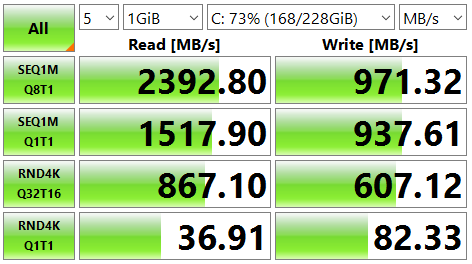 All 5 1GiB C: 73% (168/228GiB) MB/s
Read [MB/s] Write [MB/s]
SEQ1M
Q8T1 2392.80 971.32
SEQ1M
Q1T1 1517.90 937.61
RND4K
Q32T16 867.10 607.12
RND4K
Q1T1 36.91 82.33